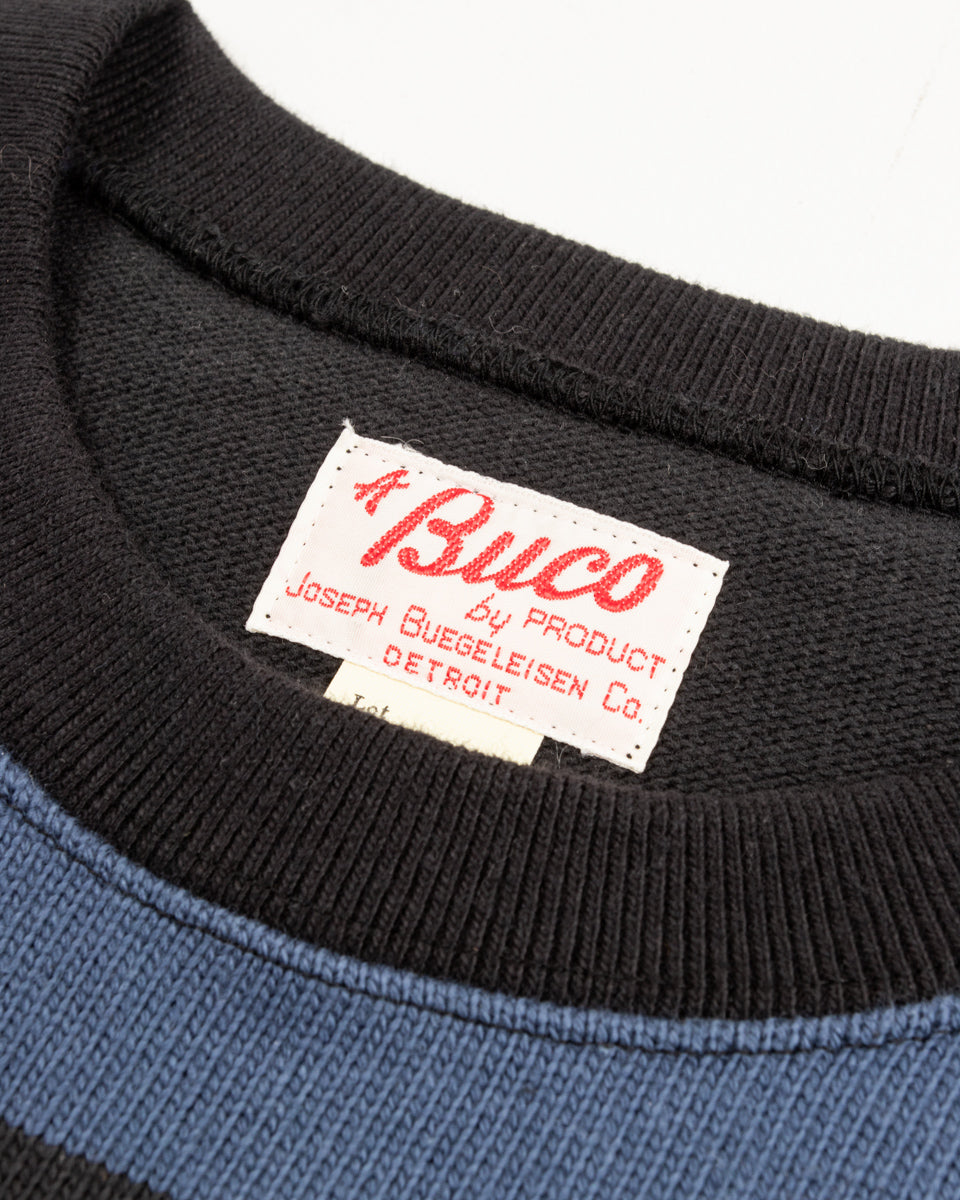 A Buco
by PRODUCT
JOSEPH BUEGELEISEN CO.
DETROIT